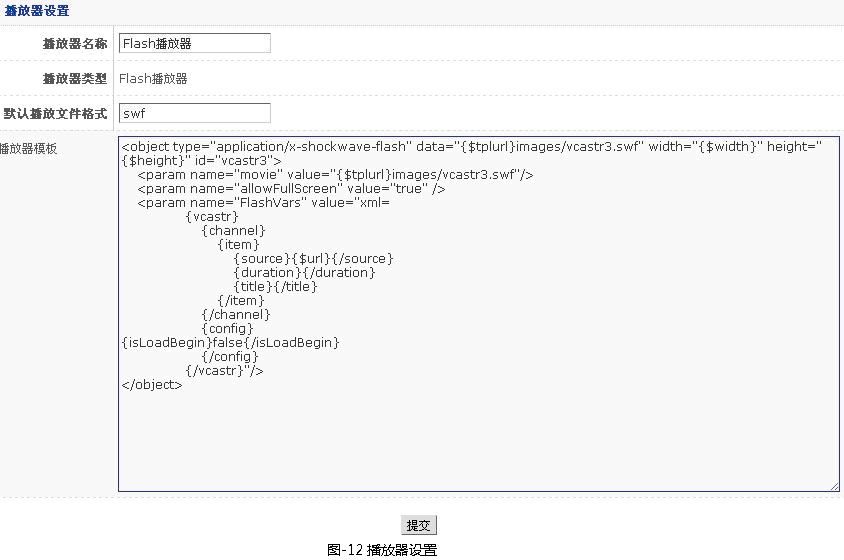 播放器设置
播放器名称 Flash播放器
播放器类型 Flash播放器
默认播放文件格式 swf
播放器模板
<object type="application/x-shockwave-flash" data="{$tplurl}images/vcastr3.swf" width="{$width}" height="
{$height}" id="vcastr3">
<param name="movie" value="{$tplurl}images/vcastr3.swf"/>
<param name="allowFullScreen" value="true" />
<param name="FlashVars" value="xml=
{vcastr}
{channel}
{item}
{source}{$url}{/source}
{duration}{/duration}
{title}{/title}
{/item}
{/channel}
{config}
{isLoadBegin}false{/isLoadBegin}
{/config}
{/vcastr}"/>
</object>
提交
图-12 播放器设置